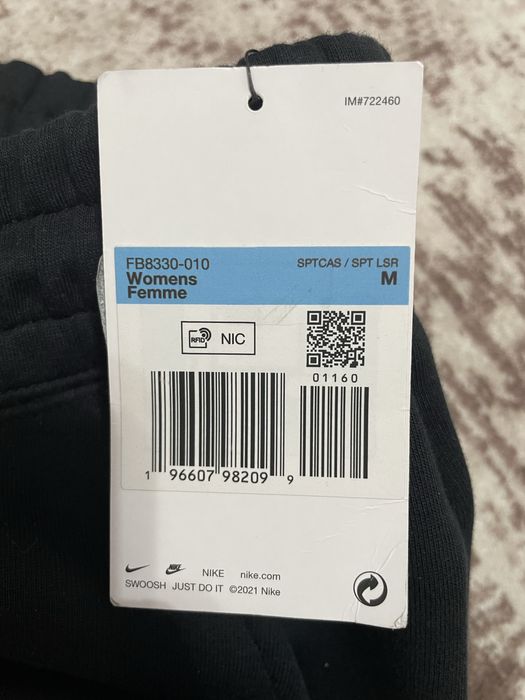 IM#722460
FB8330-010
SPTCAS / SPT LSR
Womens
M
Femme
RFID
NIC
01160
1 96607 98209 9
NIKE nike.com
SWOOSH JUST DO IT ©2021 Nike